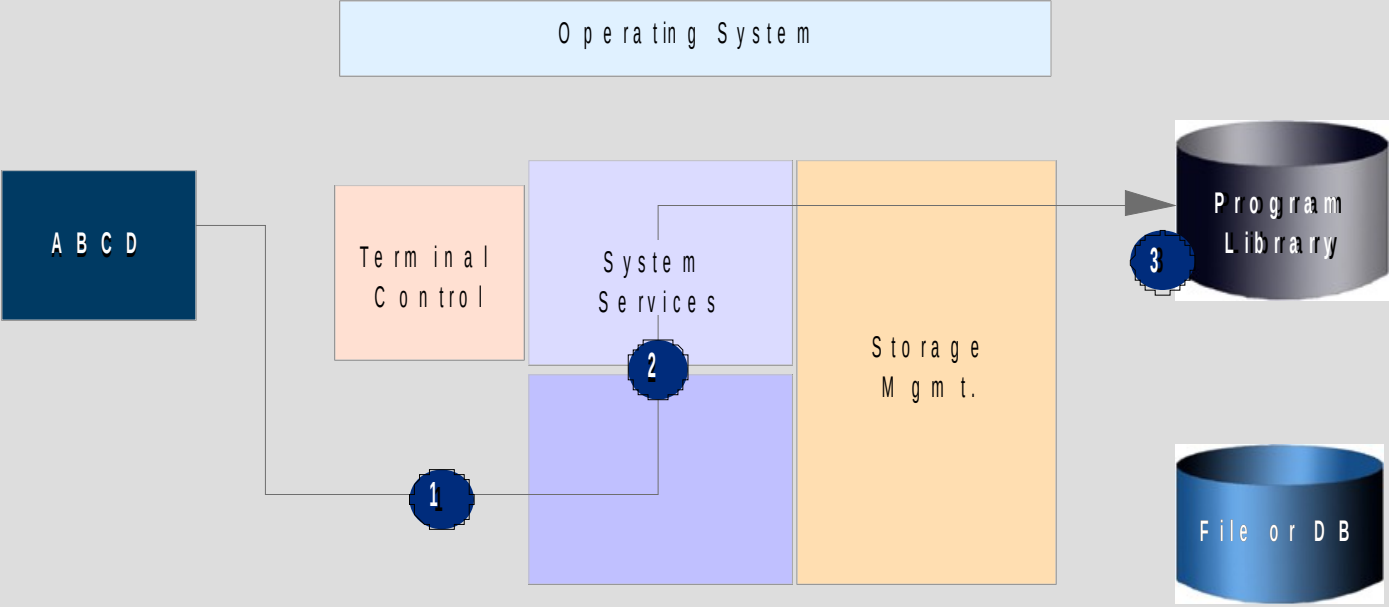 Operating System
ABCD
Terminal
Control
System
Services
Storage
Mgmt.
Program
Library
3
2
1
File or DB